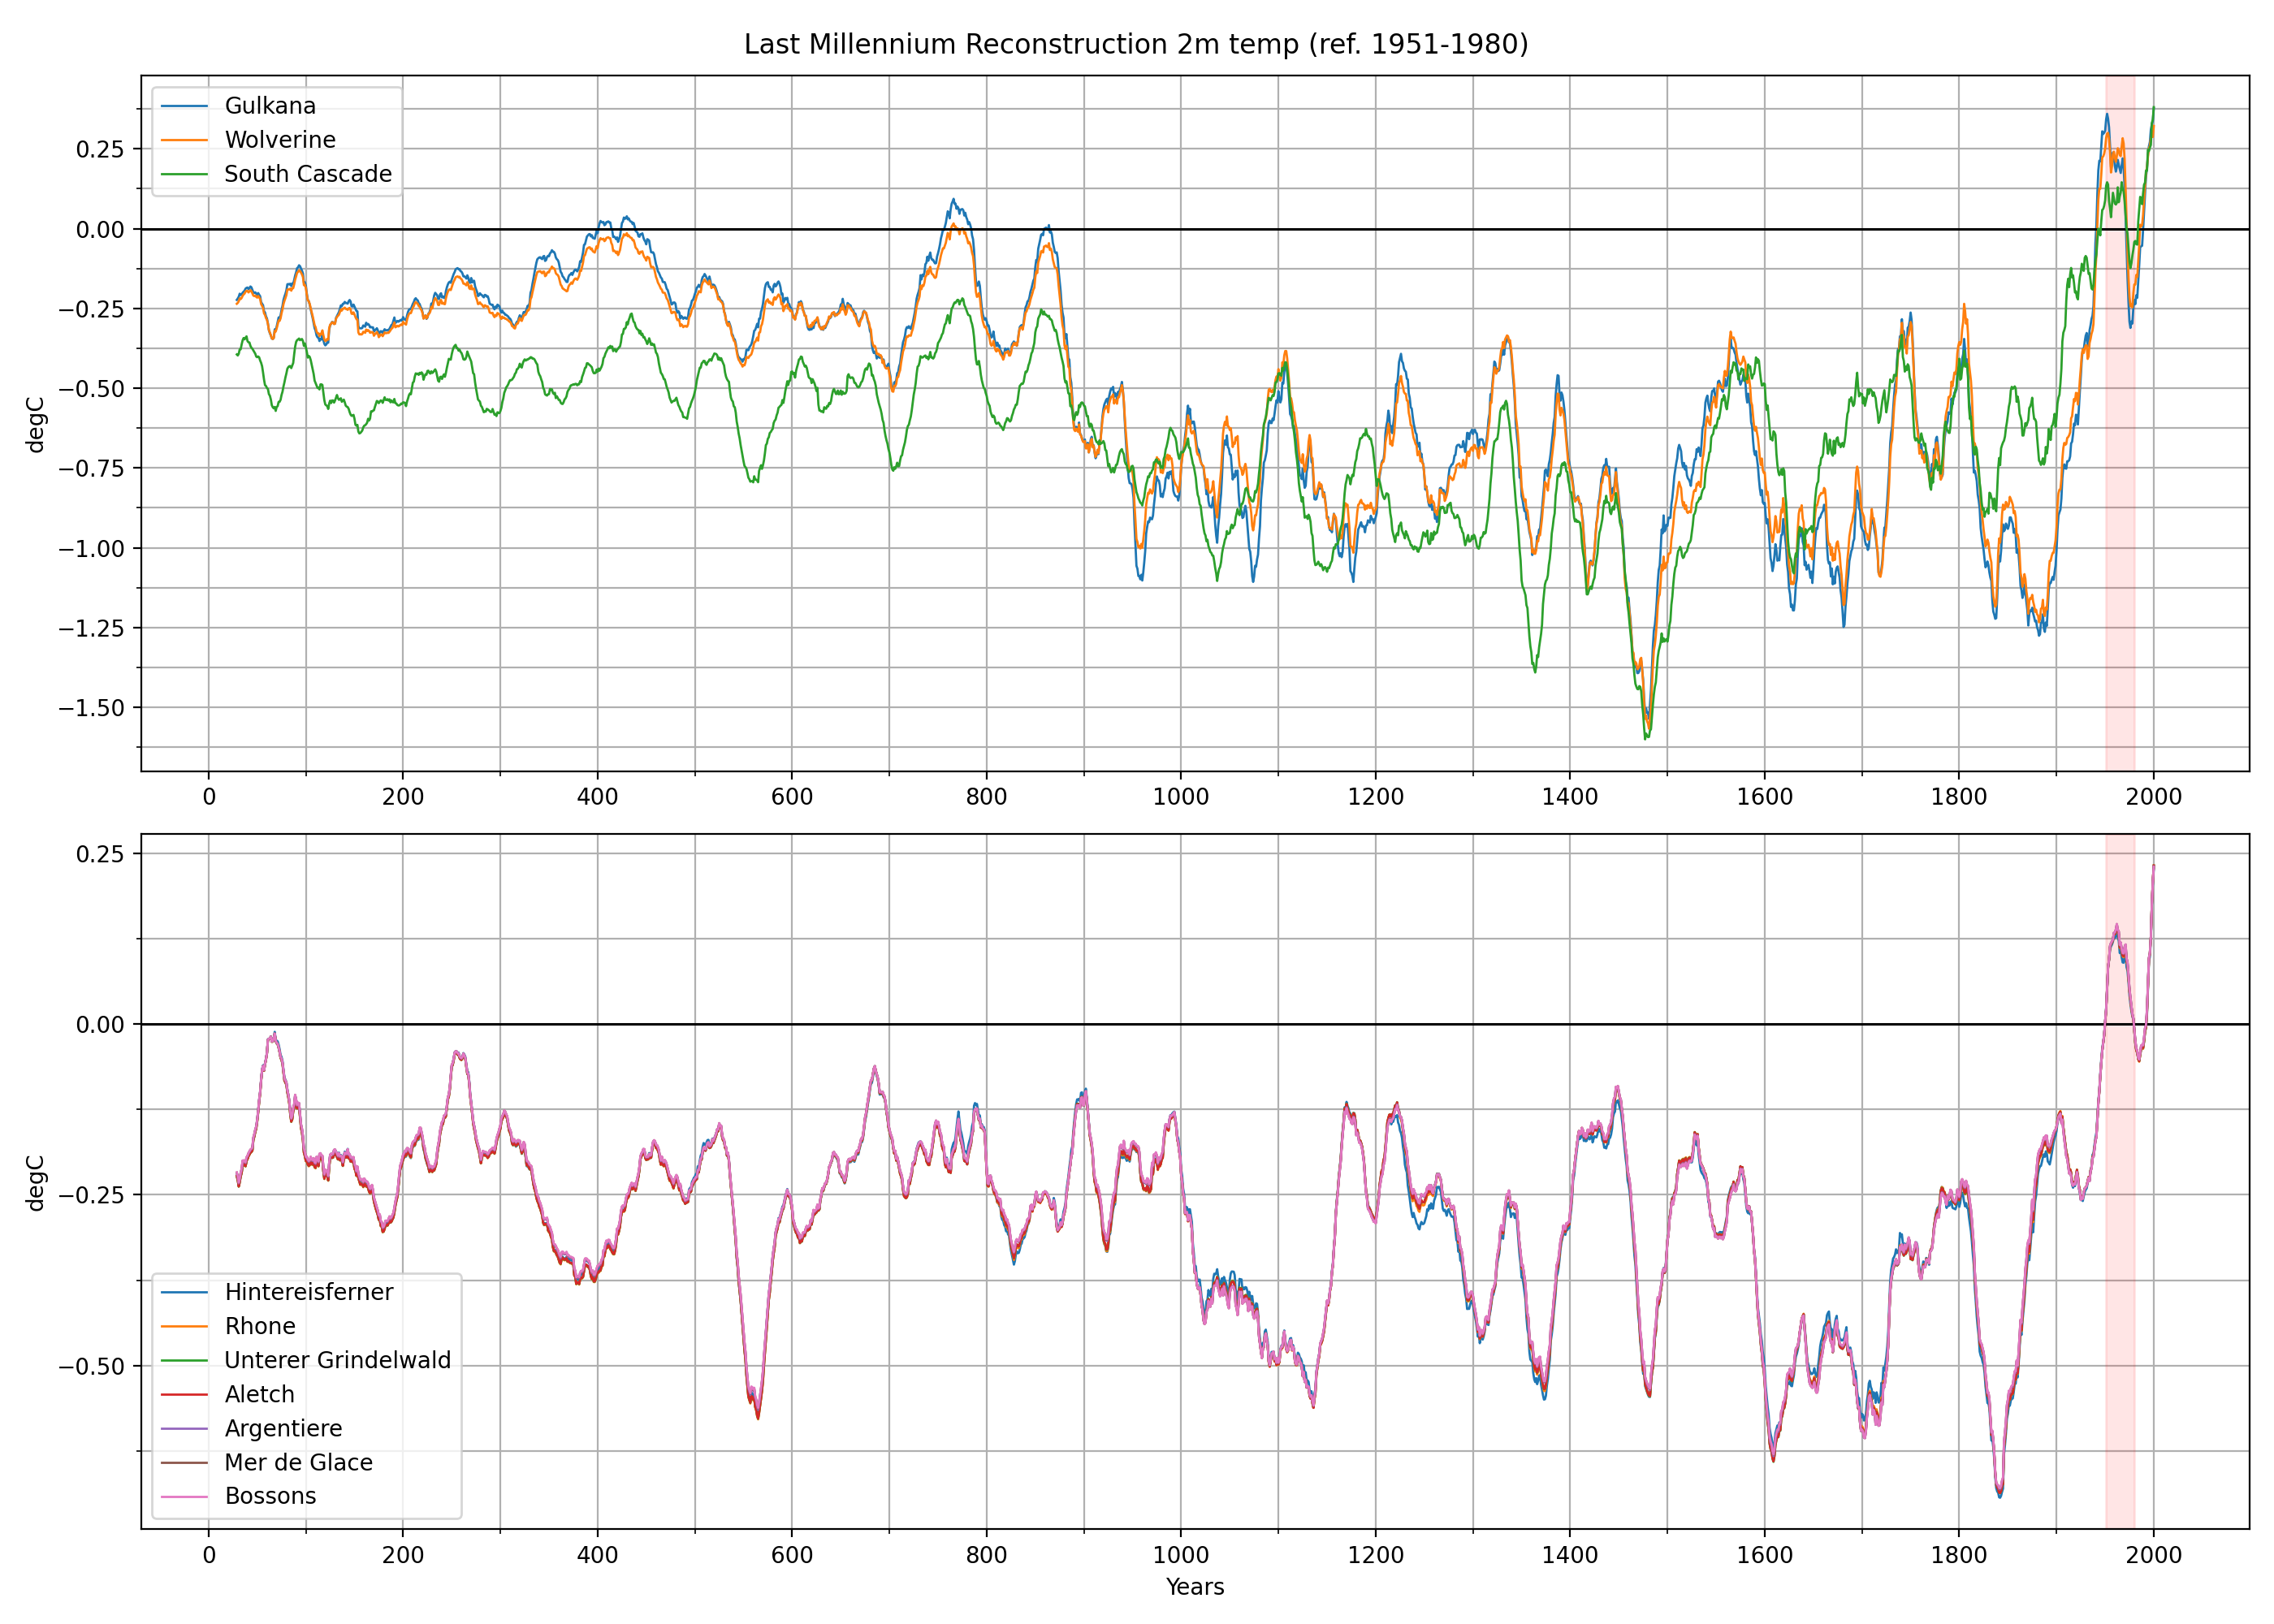 Last Millennium Reconstruction 2m temp (ref. 1951-1980)
Gulkana
Wolverine
South Cascade
0.25
0.00
−0.25
−0.50
−0.75
−1.00
−1.25
−1.50
degC
0 200 400 600 800 1000 1200 1400 1600 1800 2000
0.25
0.00
−0.25
−0.50
degC
Hintereisferner
Rhone
Unterer Grindelwald
Aletch
Argentiere
Mer de Glace
Bossons
0 200 400 600 800 1000 1200 1400 1600 1800 2000
Years